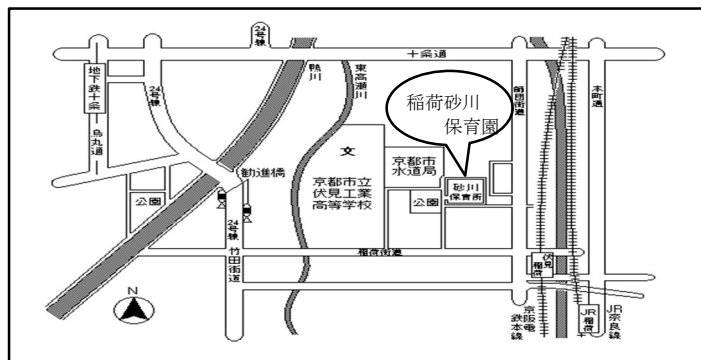 24号線
十条通
地下鉄十条
烏丸通
24号線
鴨川
東高瀬川
師団街道
本町通
稲荷砂川
保育園
勧進橋
文
京都市立
伏見工業
高等学校
京都市
水道局
砂川
保育所
公園
公園
24号線
竹田街道
稲荷街道
伏見
稲荷
N
京阪電
鉄本線
JR稲荷
JR奈良線